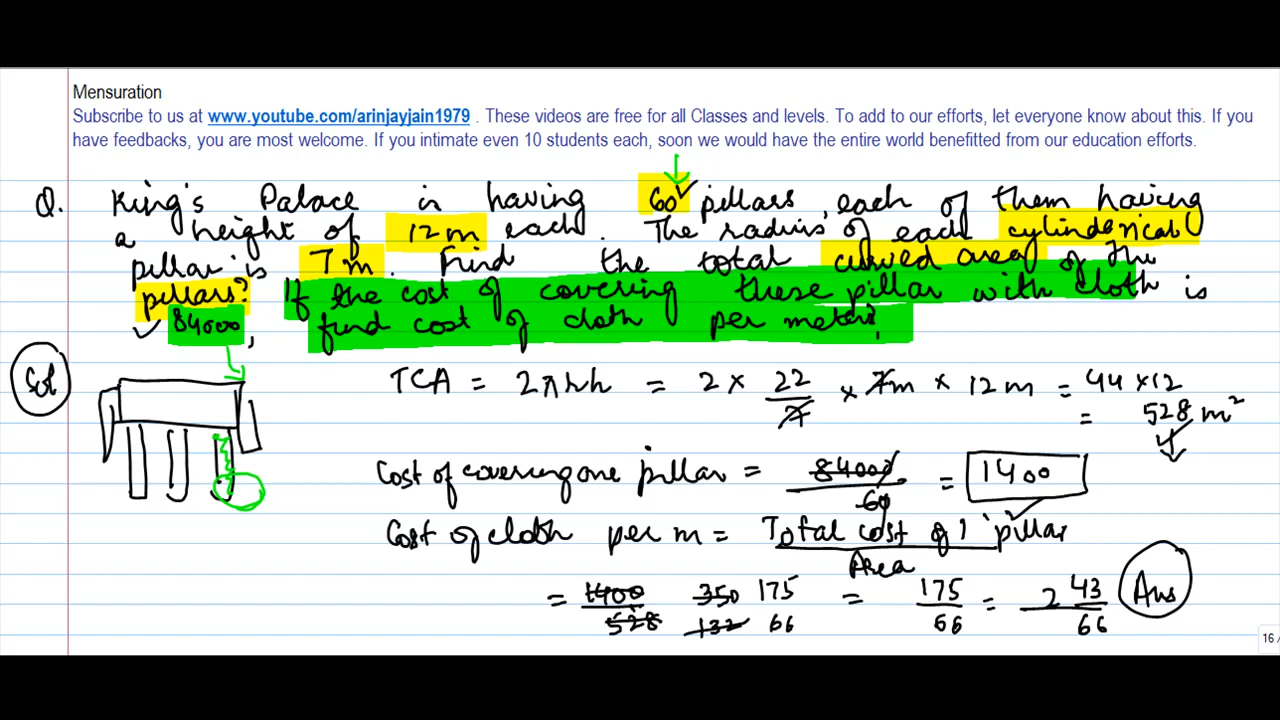 Mensuration
Subscribe to us at www.youtube.com/arinjayjain1979 . These videos are free for all Classes and levels. To add to our efforts, let everyone know about this. If you
have feedbacks, you are most welcome. If you intimate even 10 students each, soon we would have the entire world benefitted from our education efforts.
Q. King's Palace is having 60 pillars, each of them having
a height of 12m each. The radius of each cylinderical
pillar is 7m. Find the total curved area of the
pillars? If the cost of covering these pillar with cloth is
84000, find cost of cloth per meter?
Sol TCA = 2πrh = 2 × 22/7 × 7m × 12m = 44 × 12
= 528 m²
Cost of covering one pillar = 84000/60 = 1400
Cost of cloth per m = Total cost of 1 pillar
Area
= 1400/528 350/132 175/66 = 175/66 = 2 43/66 Ans
16 /